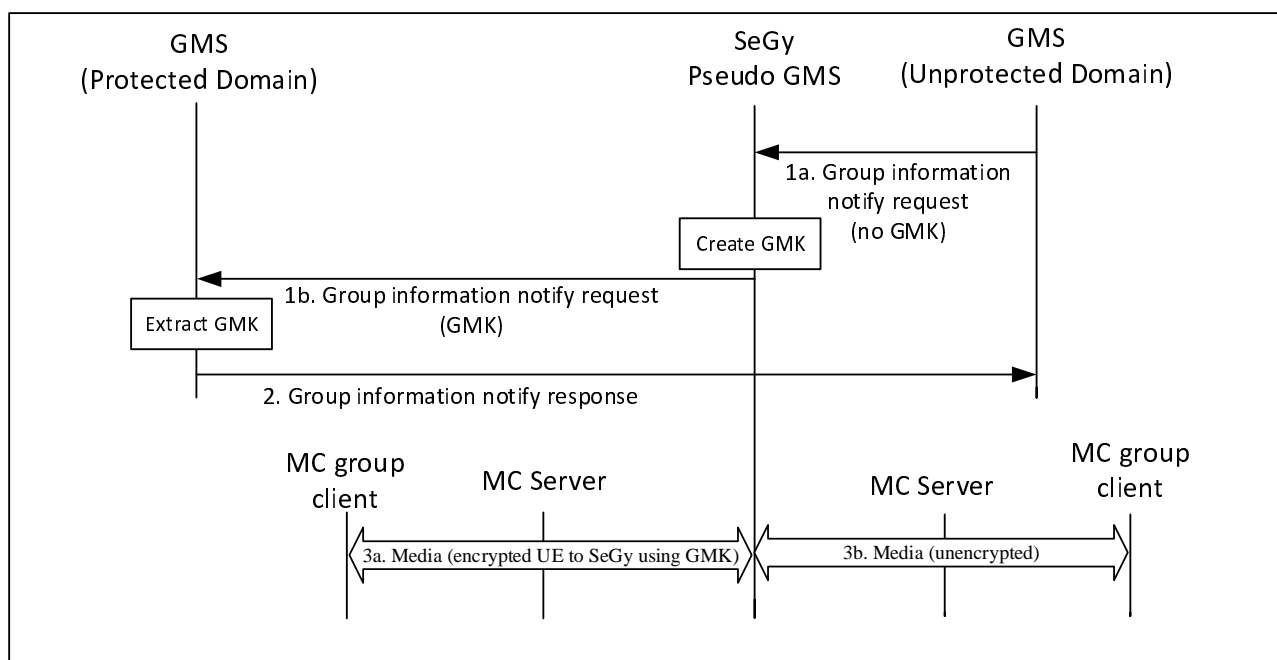 GMS
(Protected Domain)
SeGy
Pseudo GMS
GMS
(Unprotected Domain)
1a. Group information
notify request
(no GMK)
Create GMK
1b. Group information notify request
(GMK)
Extract GMK
2. Group information notify response
MC group
client
MC Server
MC Server
MC group
client
3a. Media (encrypted UE to SeGy using GMK)
3b. Media (unencrypted)